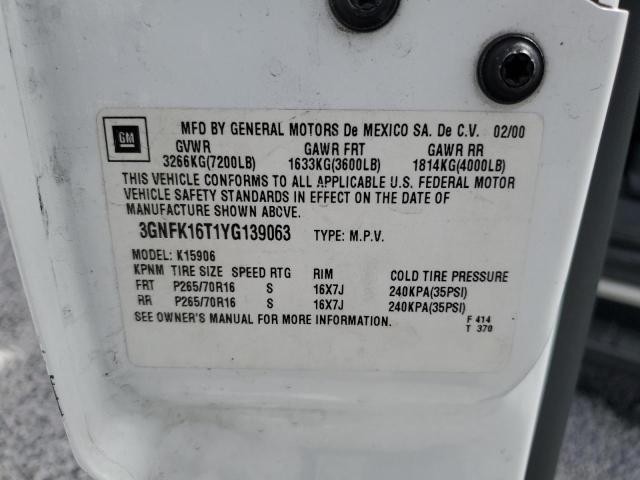 GM
MFD BY GENERAL MOTORS De MEXICO SA. De C.V. 02/00
GVWR GAWR FRT GAWR RR
3266KG(7200LB) 1633KG(3600LB) 1814KG(4000LB)
THIS VEHICLE CONFORMS TO ALL APPLICABLE U.S. FEDERAL MOTOR
VEHICLE SAFETY STANDARDS IN EFFECT ON THE DATE OF
MANUFACTURE SHOWN ABOVE.
3GNFK16T1YG139063 TYPE: M.P.V.
MODEL: K15906
KPNM TIRE SIZE SPEED RTG RIM COLD TIRE PRESSURE
FRT P265/70R16 S 16X7J 240KPA(35PSI)
RR P265/70R16 S 16X7J 240KPA(35PSI)
SEE OWNER'S MANUAL FOR MORE INFORMATION.
F 414
T 370